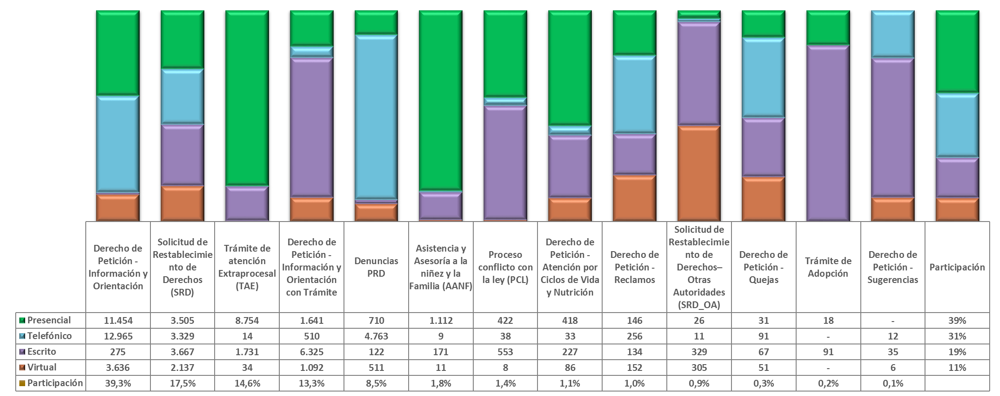 Derecho de
Petición -
Información y
Orientación
Solicitud de
Restablecimie
nto de
Derechos
(SRD)
Trámite de
atención
Extraprocesal
(TAE)
Derecho de
Petición -
Información y
Orientación
con Trámite
Denuncias
PRD
Asistencia y
Asesoría a la
niñez y la
Familia (AANF)
Proceso
conflicto con
la ley (PCL)
Derecho de
Petición -
Atención por
Ciclos de Vida
y Nutrición
Derecho de
Petición -
Reclamos
Solicitud de
Restablecimie
nto de
Derechos–
Otras
Autoridades
(SRD_OA)
Derecho de
Petición -
Quejas
Trámite de
Adopción
Derecho de
Petición -
Sugerencias
Participación
Presencial 11.454 3.505 8.754 1.641 710 1.112 422 418 146 26 31 18 - 39%
Telefónico 12.965 3.329 14 510 4.763 9 38 33 256 11 91 - 12 31%
Escrito 275 3.667 1.731 6.325 122 171 553 227 134 329 67 91 35 19%
Virtual 3.636 2.137 34 1.092 511 11 8 86 152 305 51 - 6 11%
Participación 39,3% 17,5% 14,6% 13,3% 8,5% 1,8% 1,4% 1,1% 1,0% 0,9% 0,3% 0,2% 0,1%